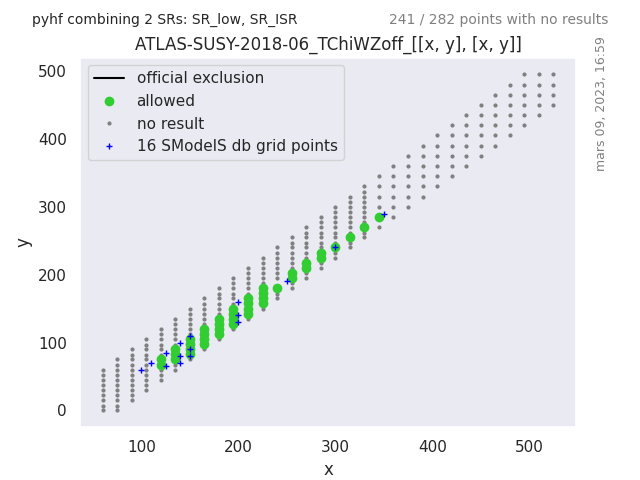 pyhf combining 2 SRs: SR_low, SR_ISR
241 / 282 points with no results
ATLAS-SUSY-2018-06_TChiWZoff_[[x, y], [x, y]]
official exclusion
allowed
no result
16 SModelS db grid points
500
400
300
200
100
0
y
100
200
300
400
500
x
mars 09, 2023, 16:59